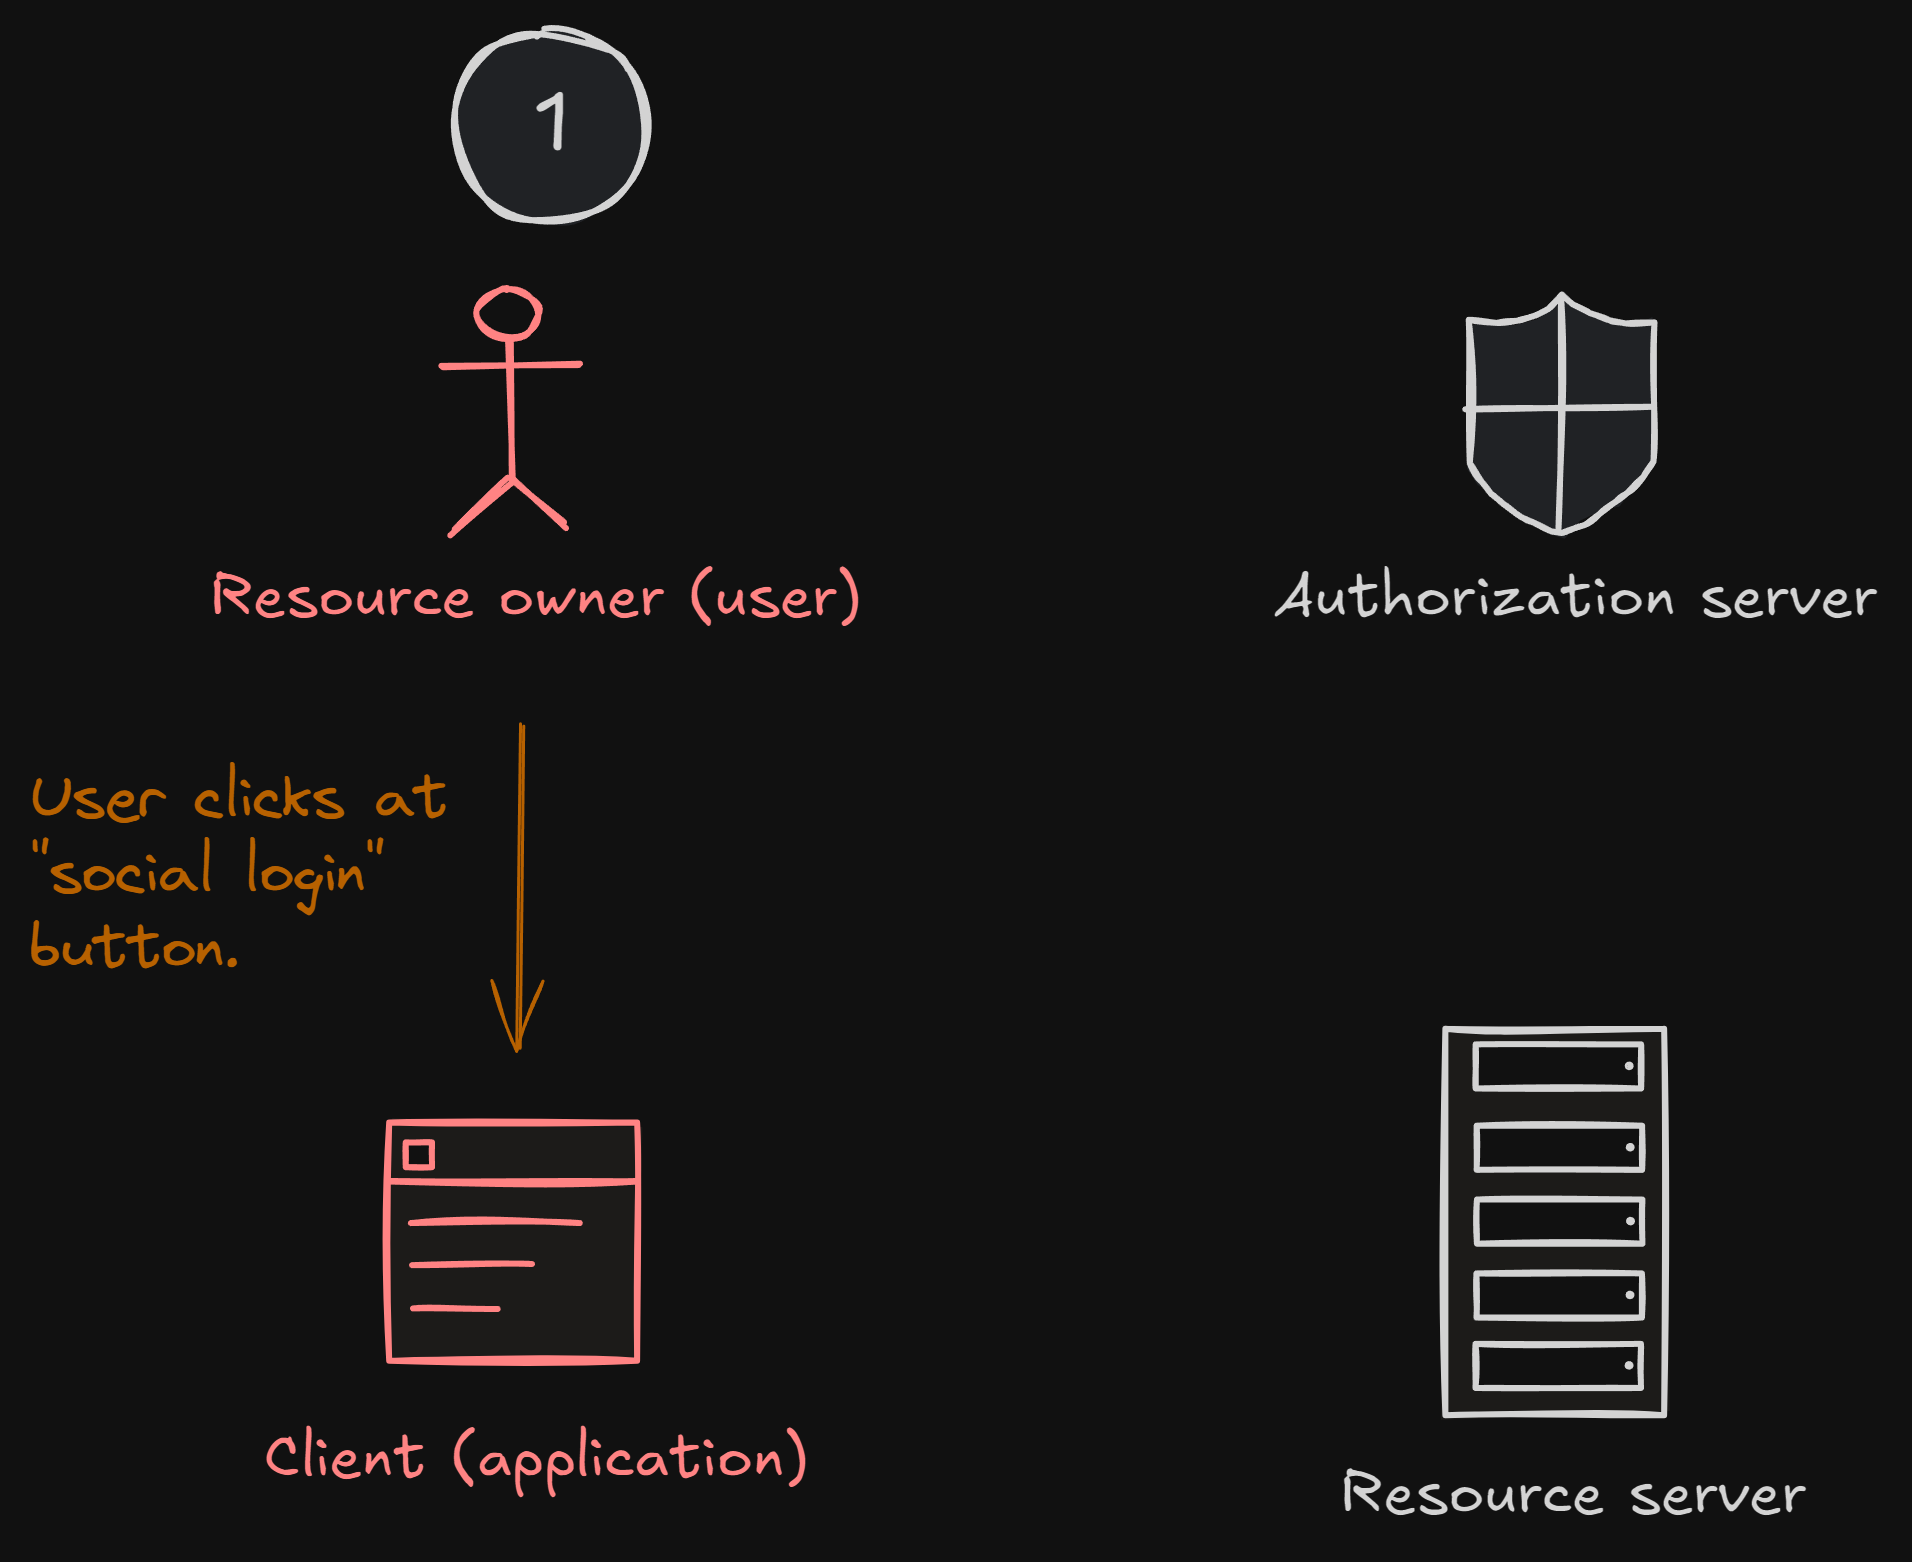 1
Resource owner (user)
Authorization server
User clicks at
"social login"
button.
Client (application)
Resource server